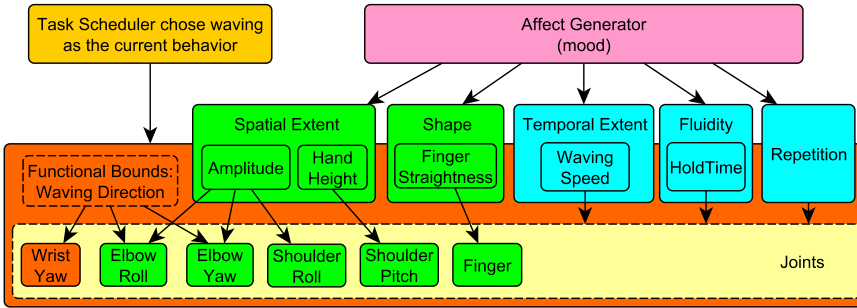 Task Scheduler chose waving
as the current behavior
Affect Generator
(mood)
Spatial Extent
Shape
Temporal Extent
Fluidity
Repetition
Functional Bounds:
Waving Direction
Amplitude
Hand
Height
Finger
Straightness
Waving
Speed
HoldTime
Wrist
Yaw
Elbow
Roll
Elbow
Yaw
Shoulder
Roll
Shoulder
Pitch
Finger
Joints